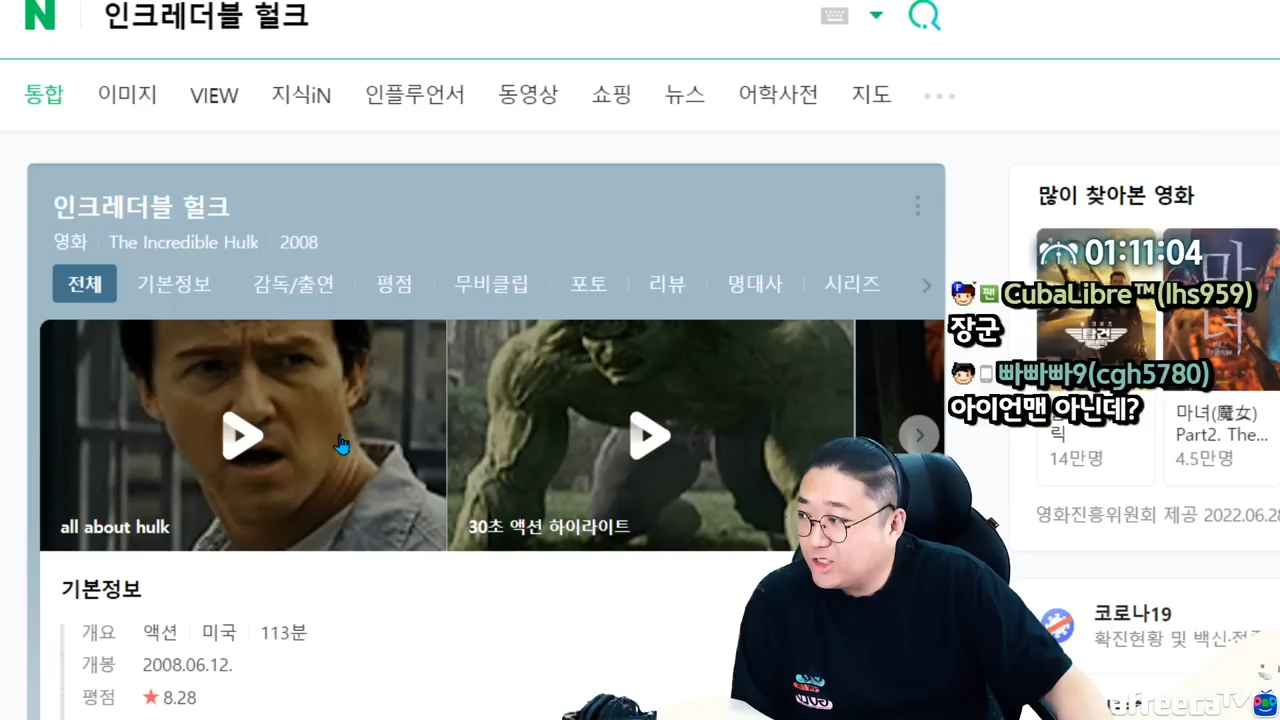 N 인크레더블 헐크
통합 이미지 VIEW 지식iN 인플루언서 동영상 쇼핑 뉴스 어학사전 지도
인크레더블 헐크
영화 The Incredible Hulk 2008
전체 기본정보 감독/출연 평점 무비클립 포토 리뷰 명대사 시리즈
all about hulk
30초 액션 하이라이트
기본정보
개요 액션 미국 113분
개봉 2008.06.12.
평점 ★ 8.28
많이 찾아본 영화
01:11:04
팬 CubaLibre™(lhs959)
장군
빠빠빠9(cgh5780)
아이언맨 아닌데?
탑건
마녀
릭
14만명
마녀(魔女)
Part2. The...
4.5만명
영화진흥위원회 제공 2022.06.28
코로나19
확진현황 및 백신·접종
afreecaTV